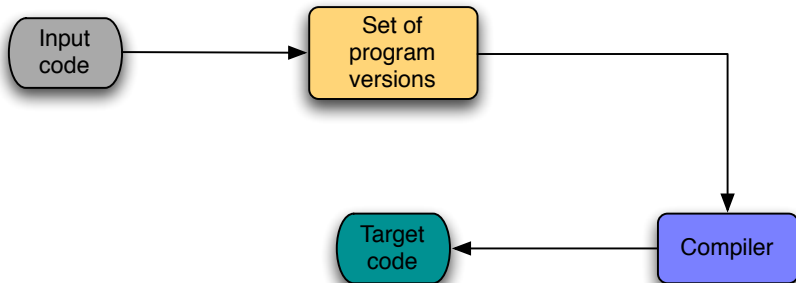 Input
code
Set of
program
versions
Compiler
Target
code